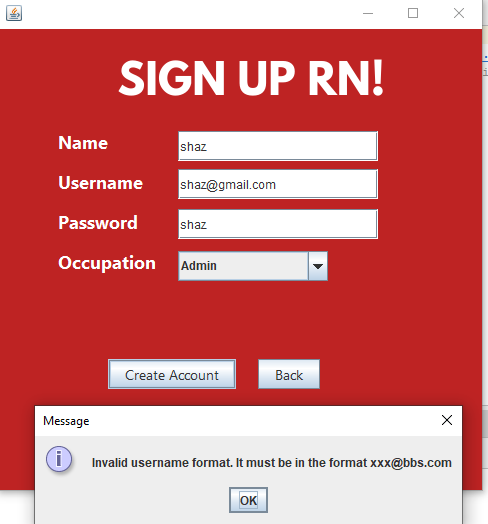 SIGN UP RN!
Name shaz
Username shaz@gmail.com
Password shaz
Occupation Admin
Create Account Back
Message
Invalid username format. It must be in the format xxx@bbs.com
OK